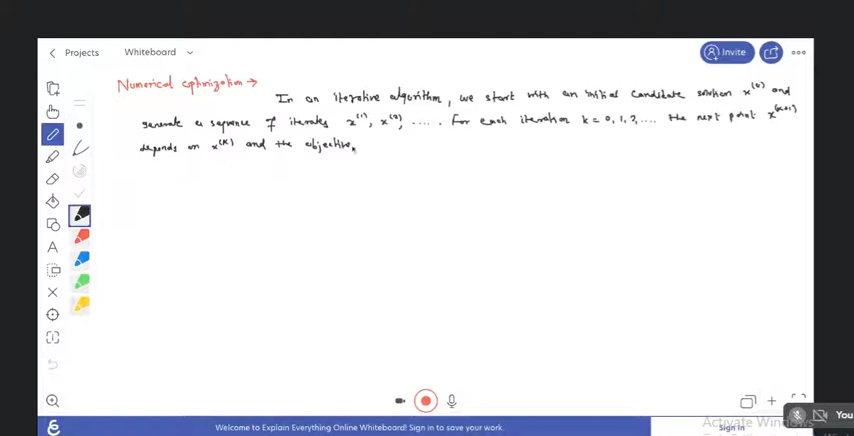 Projects
Whiteboard
Invite
Numerical optimization →
In an iterative algorithm, we start with an initial candidate solution x^(0) and
generate a sequence of iterates x^(1), x^(2), ..... For each iteration k = 0, 1, 2, .... the next point x^(k+1)
depends on x^(k) and the objective
A
You
Activate Windows
Welcome to Explain Everything Online Whiteboard! Sign in to save your work.
Sign In